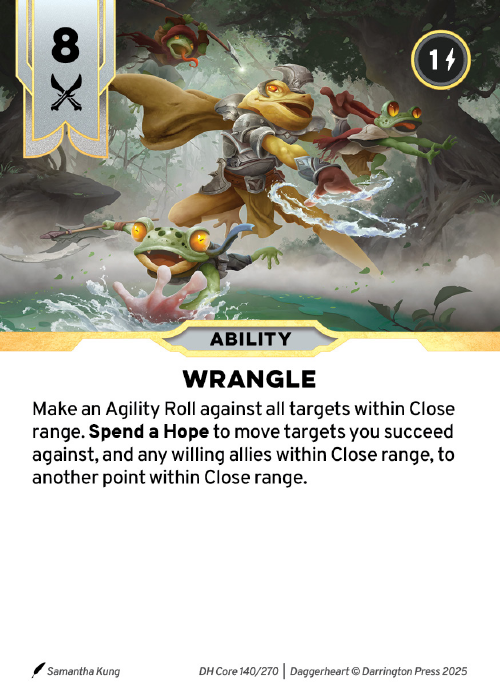 8
1
ABILITY
WRANGLE
Make an Agility Roll against all targets within Close
range. Spend a Hope to move targets you succeed
against, and any willing allies within Close range, to
another point within Close range.
Samantha Kung
DH Core 140/270 | Daggerheart © Darrington Press 2025